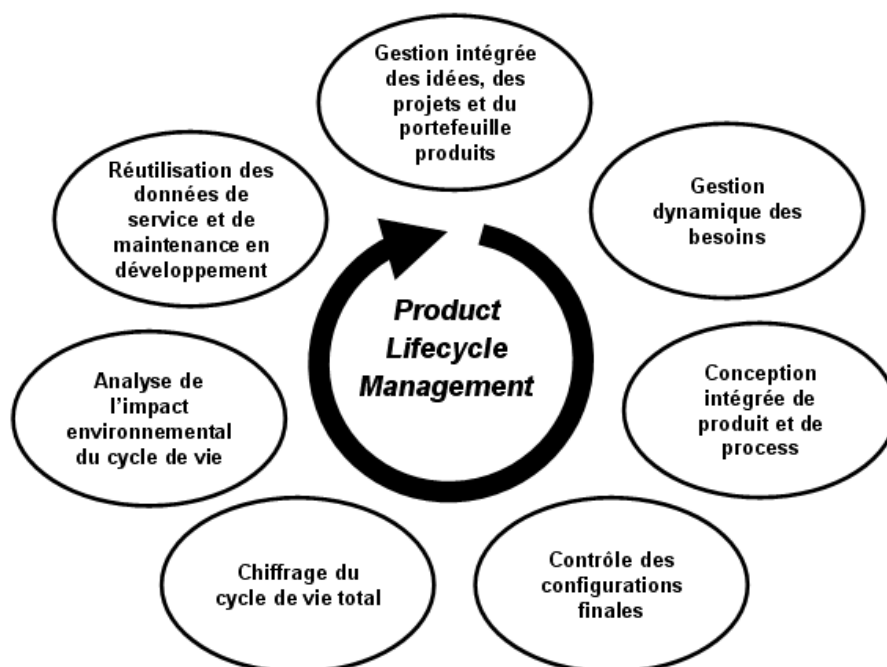 Gestion intégrée
des idées, des
projets et du
portefeuille
produits
Gestion
dynamique des
besoins
Conception
intégrée de
produit et de
process
Contrôle des
configurations
finales
Chiffrage du
cycle de vie total
Analyse de
l'impact
environnemental
du cycle de vie
Réutilisation des
données de
service et de
maintenance en
développement
Product
Lifecycle
Management